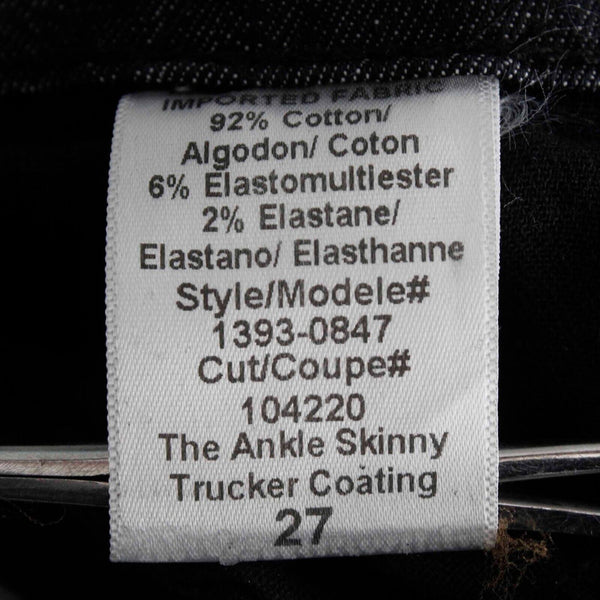 IMPORTED FABRIC
92% Cotton/
Algodon/ Coton
6% Elastomultiester
2% Elastane/
Elastano/ Elasthanne
Style/Modele#
1393-0847
Cut/Coupe#
104220
The Ankle Skinny
Trucker Coating
27